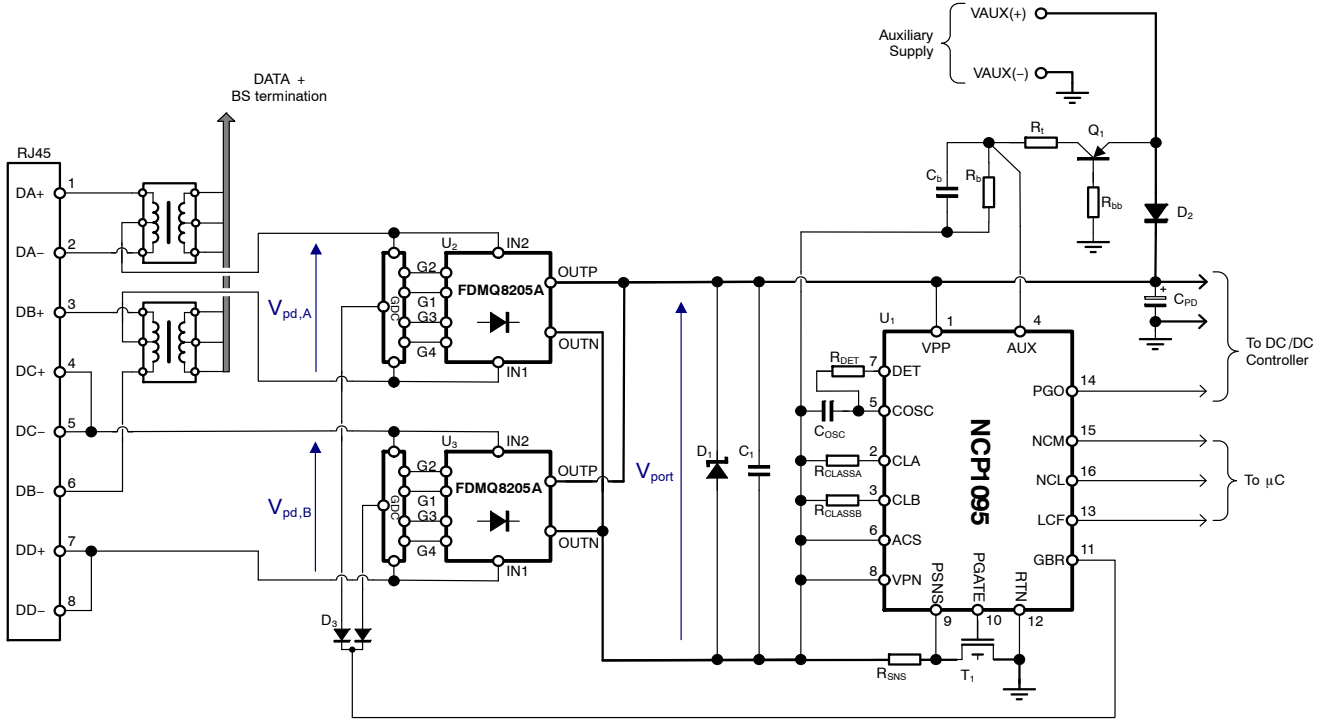 VAUX(+)
Auxiliary
Supply
VAUX(−)
DATA +
BS termination
RJ45
DA+
1
DA−
2
DB+
3
DC+
4
DC−
5
DB−
6
DD+
7
DD−
8
Vpd,A
Vpd,B
GDC
G2
G1
G3
G4
U2
IN2
FDMQ8205A
OUTP
OUTN
IN1
GDC
G2
G1
G3
G4
U3
IN2
FDMQ8205A
OUTP
OUTN
IN1
D3
Vport
D1
C1
Cb
Rb
Rt
Q1
Rbb
D2
+
CPD
To DC/DC
Controller
U1
1
VPP
4
AUX
RDET
7
DET
5
COSC
COSC
2
CLA
RCLASSA
3
CLB
RCLASSB
6
ACS
8
VPN
NCP1095
PGO
14
NCM
15
NCL
16
LCF
13
GBR
11
To µC
PSNS
PGATE
RTN
9
10
12
RSNS
T1